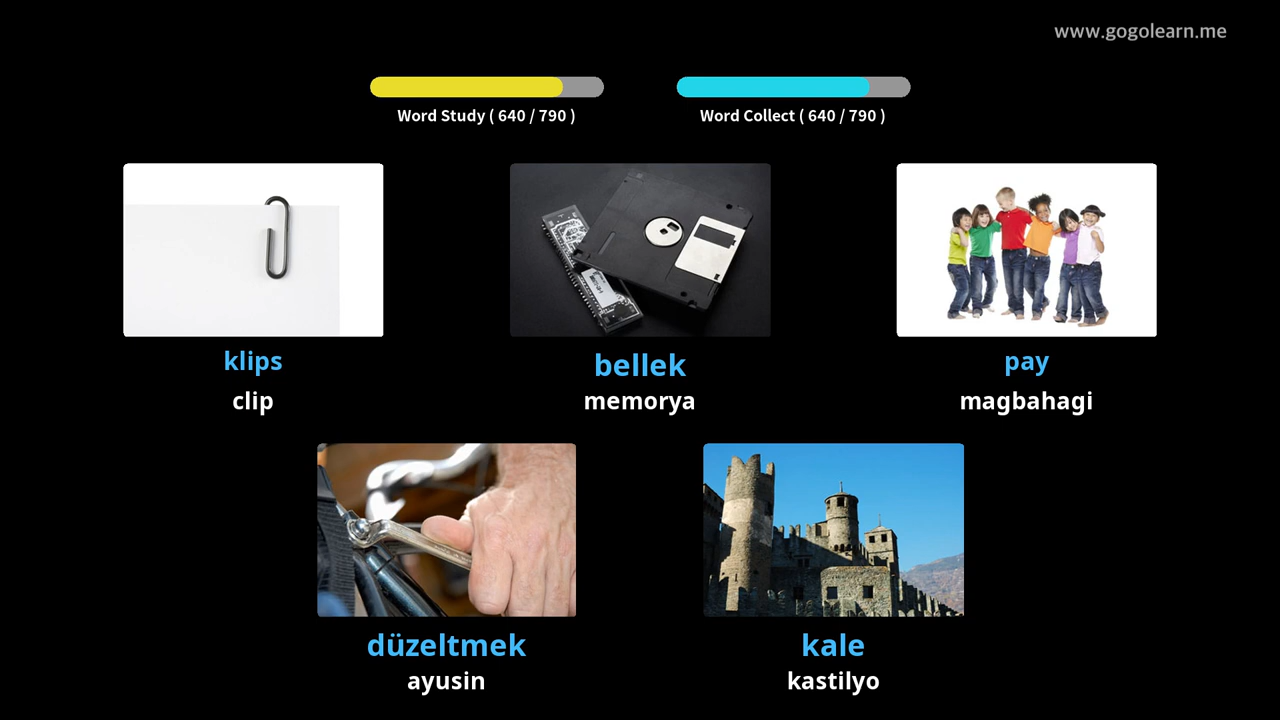 www.gogolearn.me
Word Study ( 640 / 790 )
Word Collect ( 640 / 790 )
klips
clip
bellek
memorya
pay
magbahagi
düzeltmek
ayusin
kale
kastilyo